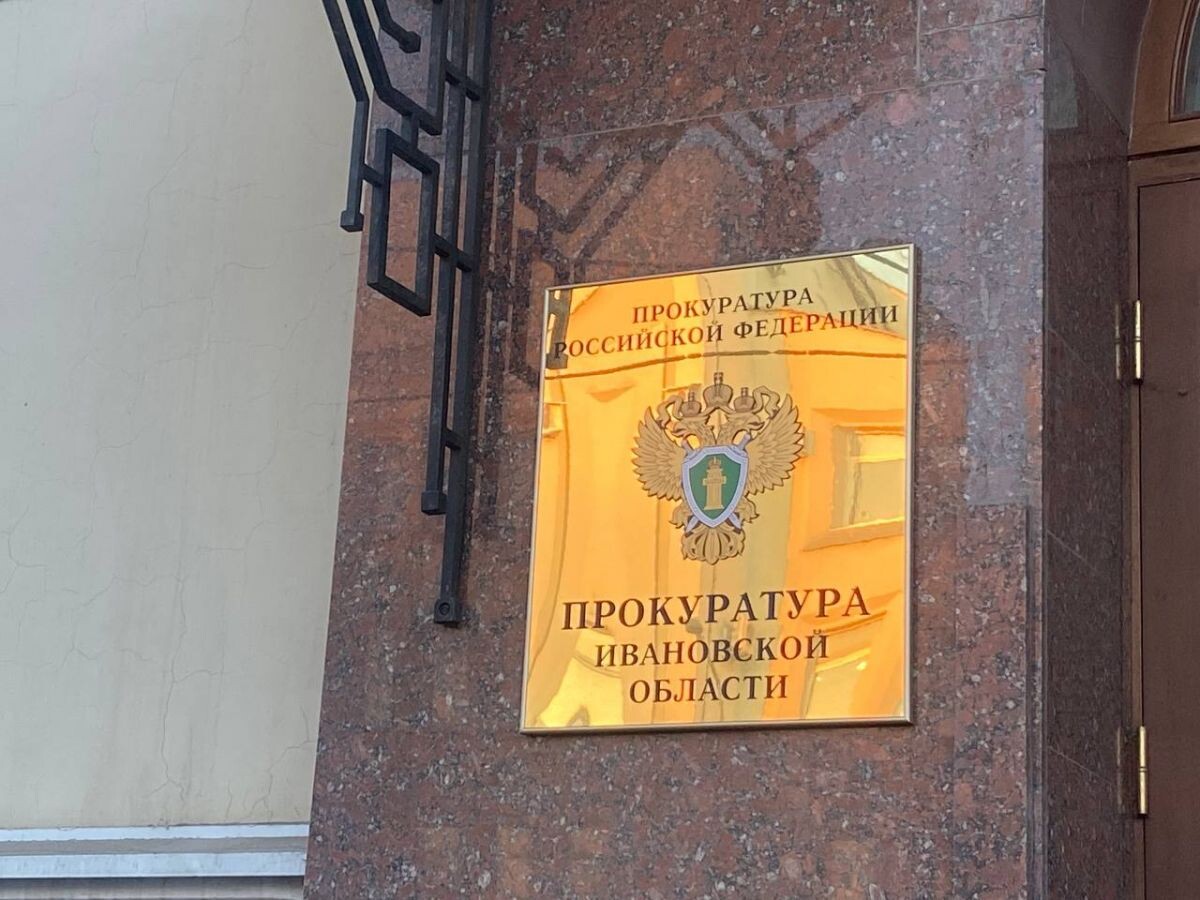 ПРОКУРАТУРА
РОССИЙСКОЙ ФЕДЕРАЦИИ
ПРОКУРАТУРА
ИВАНОВСКОЙ
ОБЛАСТИ